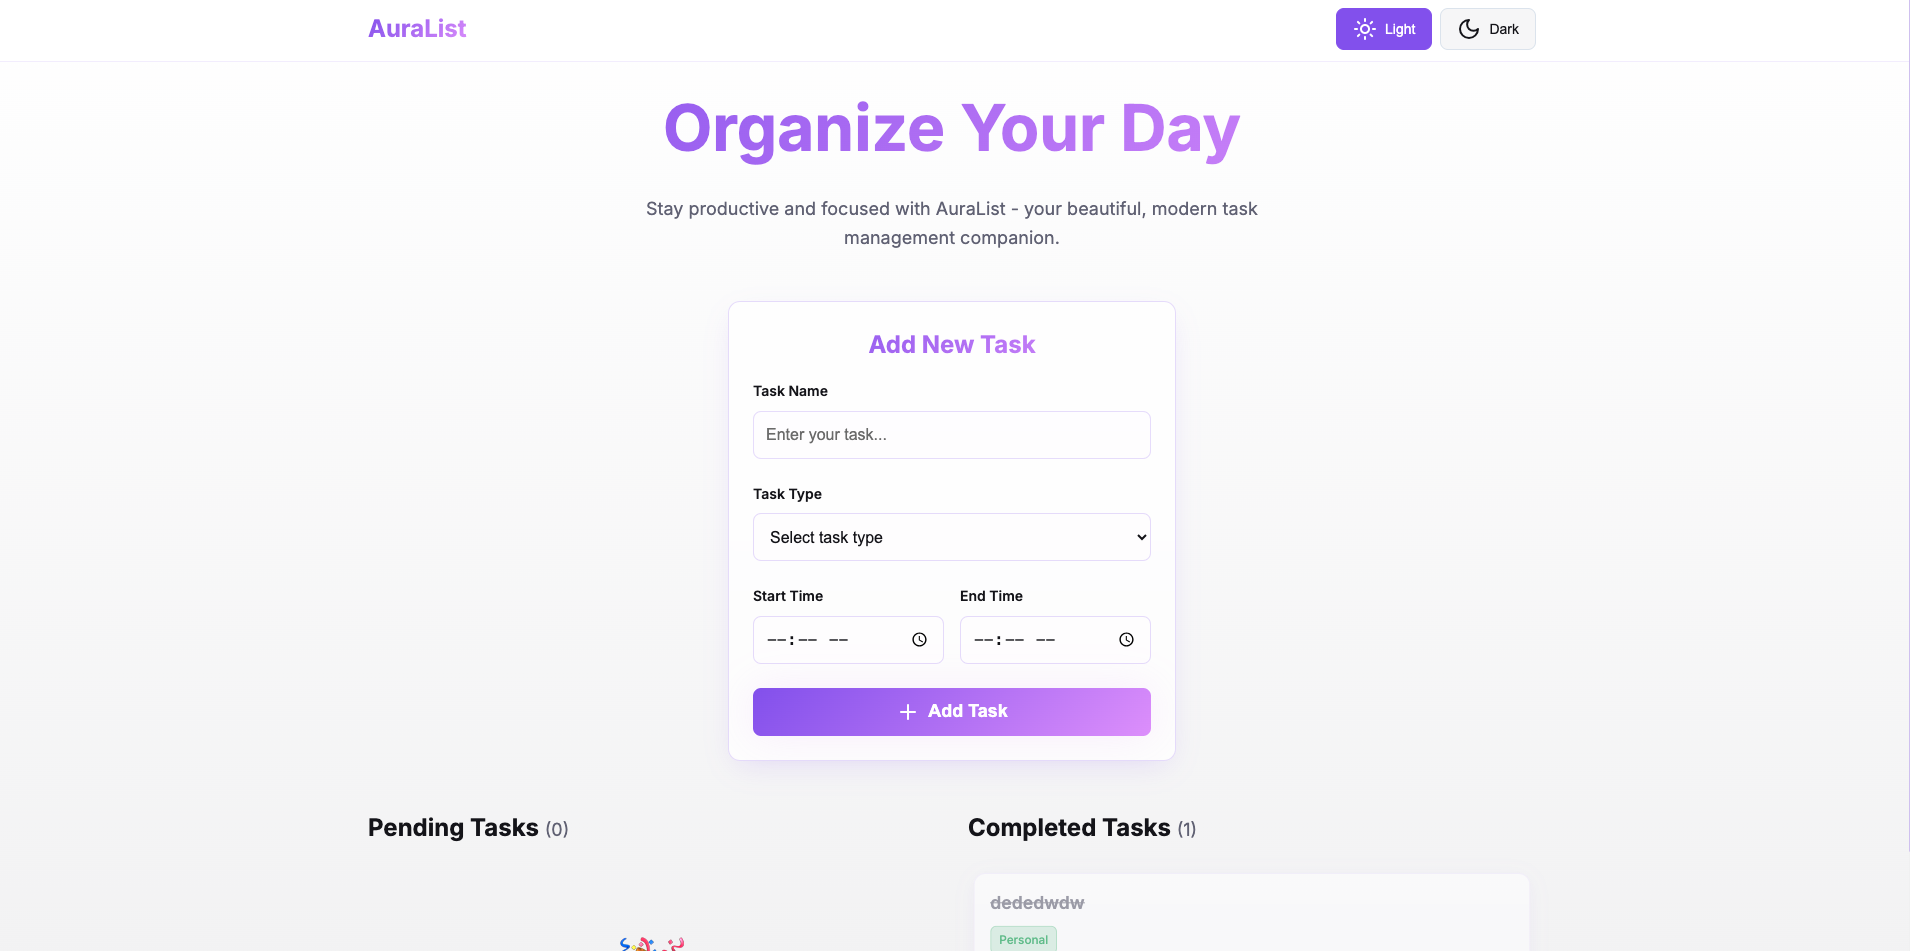 AuraList
Light
Dark
Organize Your Day
Stay productive and focused with AuraList - your beautiful, modern task
management companion.
Add New Task
Task Name
Enter your task...
Task Type
Select task type
Start Time
End Time
--:-- --
--:-- --
+ Add Task
Pending Tasks (0)
Completed Tasks (1)
dededwdw
Personal